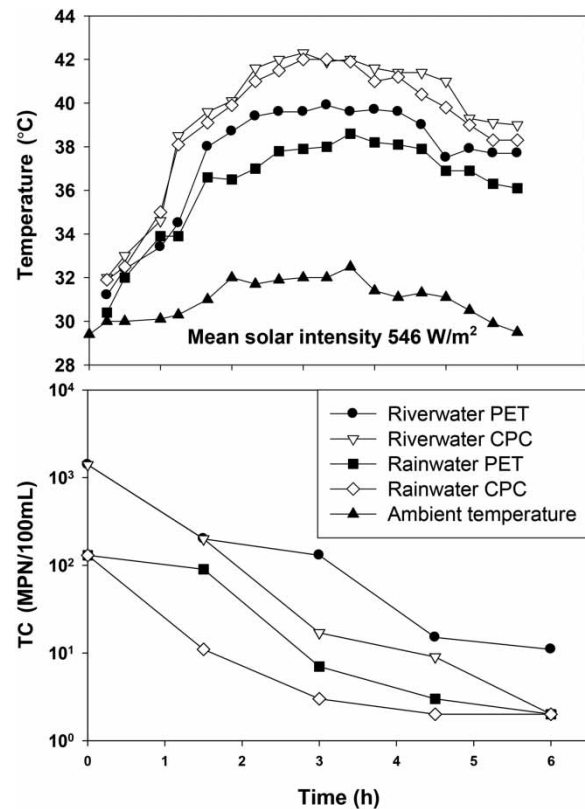 44
42
40
38
36
34
32
30
28
Temperature (°C)
Mean solar intensity 546 W/m²
10⁴
10³
10²
10¹
10⁰
TC (MPN/100mL)
Riverwater PET
Riverwater CPC
Rainwater PET
Rainwater CPC
Ambient temperature
0 1 2 3 4 5 6
Time (h)